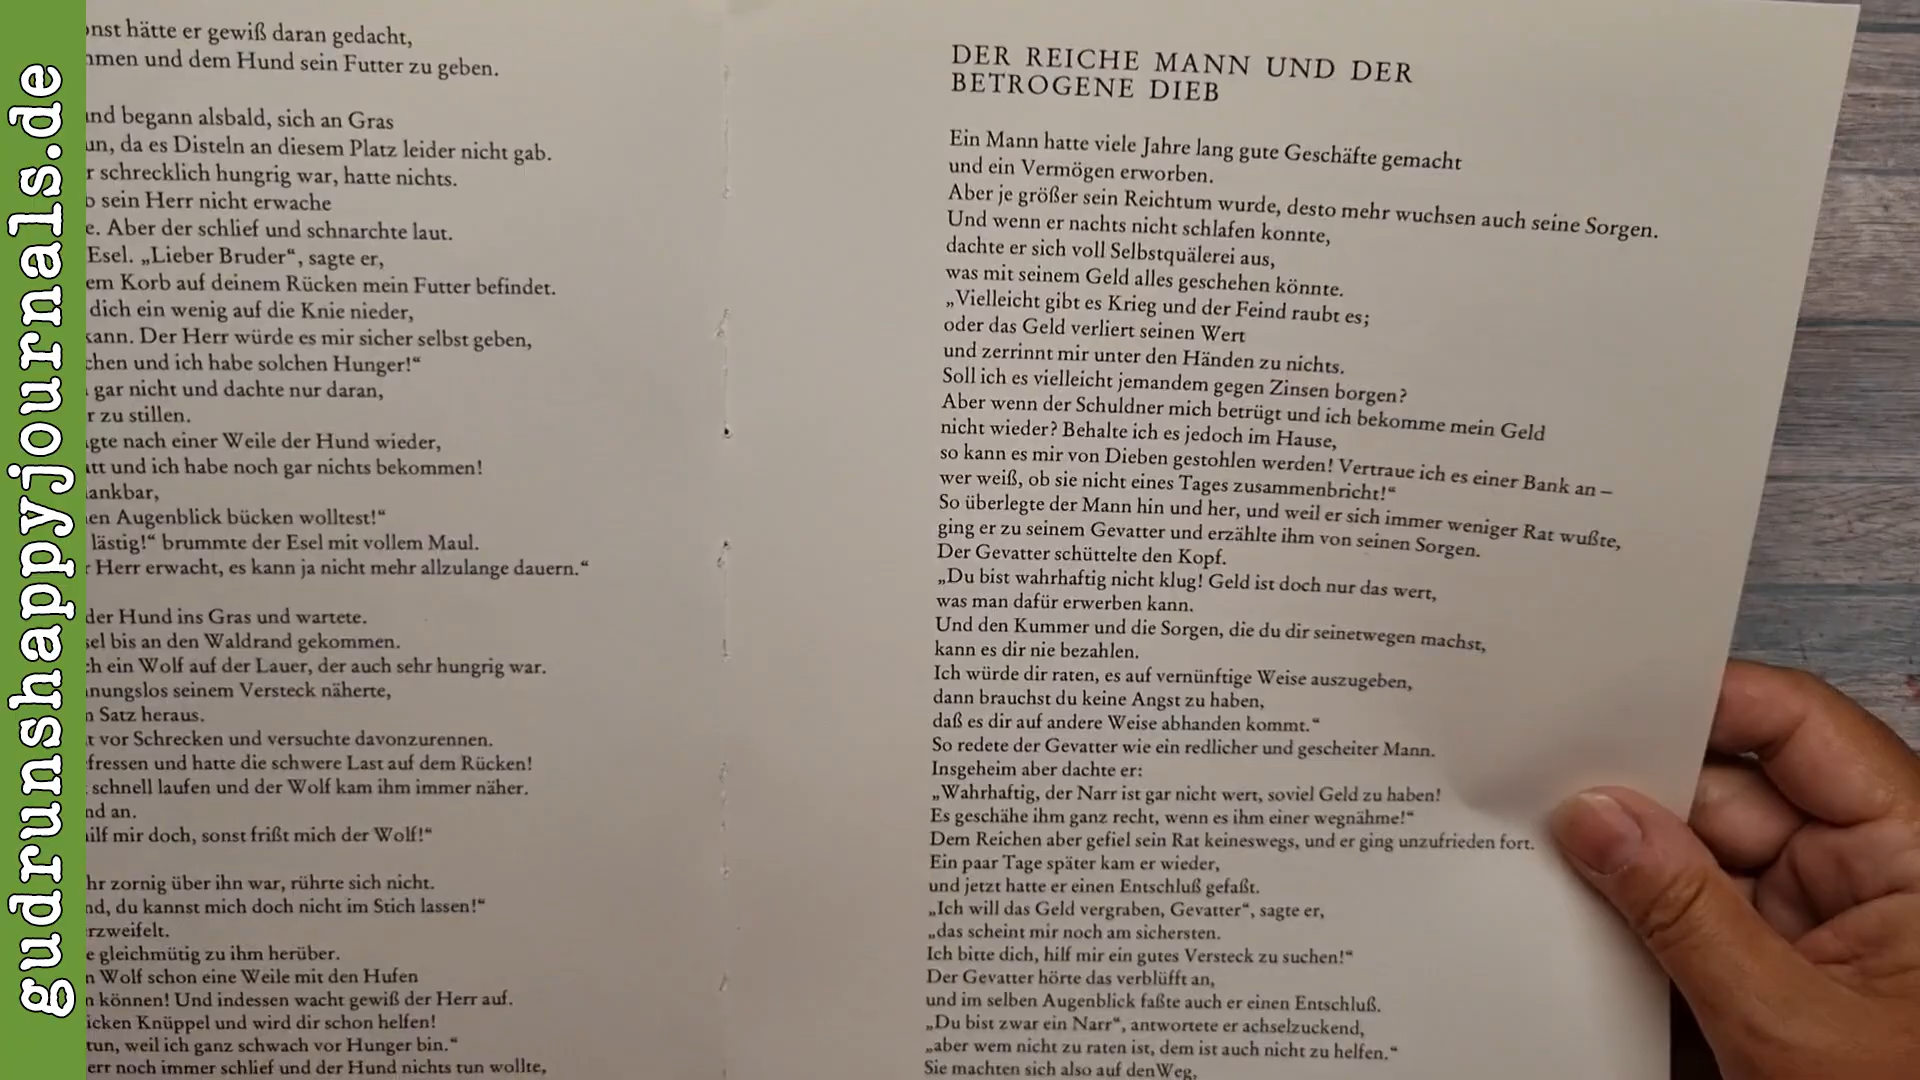 gudrunshappyjournals.de
hätte er gewiß daran gedacht,
und dem Hund sein Futter zu geben.
begann alsbald, sich an Gras
da es Disteln an diesem Platz leider nicht gab.
schrecklich hungrig war, hatte nichts.
sein Herr nicht erwache
Aber der schlief und schnarchte laut.
Esel. „Lieber Bruder“, sagte er,
Korb auf deinem Rücken mein Futter befindet.
dich ein wenig auf die Knie nieder,
kann. Der Herr würde es mir sicher selbst geben,
und ich habe solchen Hunger!“
gar nicht und dachte nur daran,
zu stillen.
nach einer Weile der Hund wieder,
und ich habe noch gar nichts bekommen!
Augenblick bücken wolltest!“
lästig!“ brummte der Esel mit vollem Maul.
Herr erwacht, es kann ja nicht mehr allzulange dauern.“
der Hund ins Gras und wartete.
bis an den Waldrand gekommen.
ein Wolf auf der Lauer, der auch sehr hungrig war.
seinem Versteck näherte,
Satz heraus.
vor Schrecken und versuchte davonzurennen.
und hatte die schwere Last auf dem Rücken!
schnell laufen und der Wolf kam ihm immer näher.
an.
mir doch, sonst frißt mich der Wolf!“
zornig über ihn war, rührte sich nicht.
du kannst mich doch nicht im Stich lassen!“
gleichmütig zu ihm herüber.
Wolf schon eine Weile mit den Hufen
können! Und indessen wacht gewiß der Herr auf.
Knüppel und wird dir schon helfen!
tun, weil ich ganz schwach vor Hunger bin.“
noch immer schlief und der Hund nichts tun wollte,
DER REICHE MANN UND DER
BETROGENE DIEB
Ein Mann hatte viele Jahre lang gute Geschäfte gemacht
und ein Vermögen erworben.
Aber je größer sein Reichtum wurde, desto mehr wuchsen auch seine Sorgen.
Und wenn er nachts nicht schlafen konnte,
dachte er sich voll Selbstquälerei aus,
was mit seinem Geld alles geschehen könnte.
„Vielleicht gibt es Krieg und der Feind raubt es;
oder das Geld verliert seinen Wert
und zerrinnt mir unter den Händen zu nichts.
Soll ich es vielleicht jemandem gegen Zinsen borgen?
Aber wenn der Schuldner mich betrügt und ich bekomme mein Geld
nicht wieder? Behalte ich es jedoch im Hause,
so kann es mir von Dieben gestohlen werden! Vertraue ich es einer Bank an –
wer weiß, ob sie nicht eines Tages zusammenbricht!“
So überlegte der Mann hin und her, und weil er sich immer weniger Rat wußte,
ging er zu seinem Gevatter und erzählte ihm von seinen Sorgen.
Der Gevatter schüttelte den Kopf.
„Du bist wahrhaftig nicht klug! Geld ist doch nur das wert,
was man dafür erwerben kann.
Und den Kummer und die Sorgen, die du dir seinetwegen machst,
kann es dir nie bezahlen.
Ich würde dir raten, es auf vernünftige Weise auszugeben,
dann brauchst du keine Angst zu haben,
daß es dir auf andere Weise abhanden kommt.“
So redete der Gevatter wie ein redlicher und gescheiter Mann.
Insgeheim aber dachte er:
„Wahrhaftig, der Narr ist gar nicht wert, soviel Geld zu haben!
Es geschähe ihm ganz recht, wenn es ihm einer wegnähme!“
Dem Reichen aber gefiel sein Rat keineswegs, und er ging unzufrieden fort.
Ein paar Tage später kam er wieder,
und jetzt hatte er einen Entschluß gefaßt.
„Ich will das Geld vergraben, Gevatter“, sagte er,
„das scheint mir noch am sichersten.
Ich bitte dich, hilf mir ein gutes Versteck zu suchen!“
Der Gevatter hörte das verblüfft an,
und im selben Augenblick faßte auch er einen Entschluß.
„Du bist zwar ein Narr“, antwortete er achselzuckend,
„aber wem nicht zu raten ist, dem ist auch nicht zu helfen.“
Sie machten sich also auf denWeg,